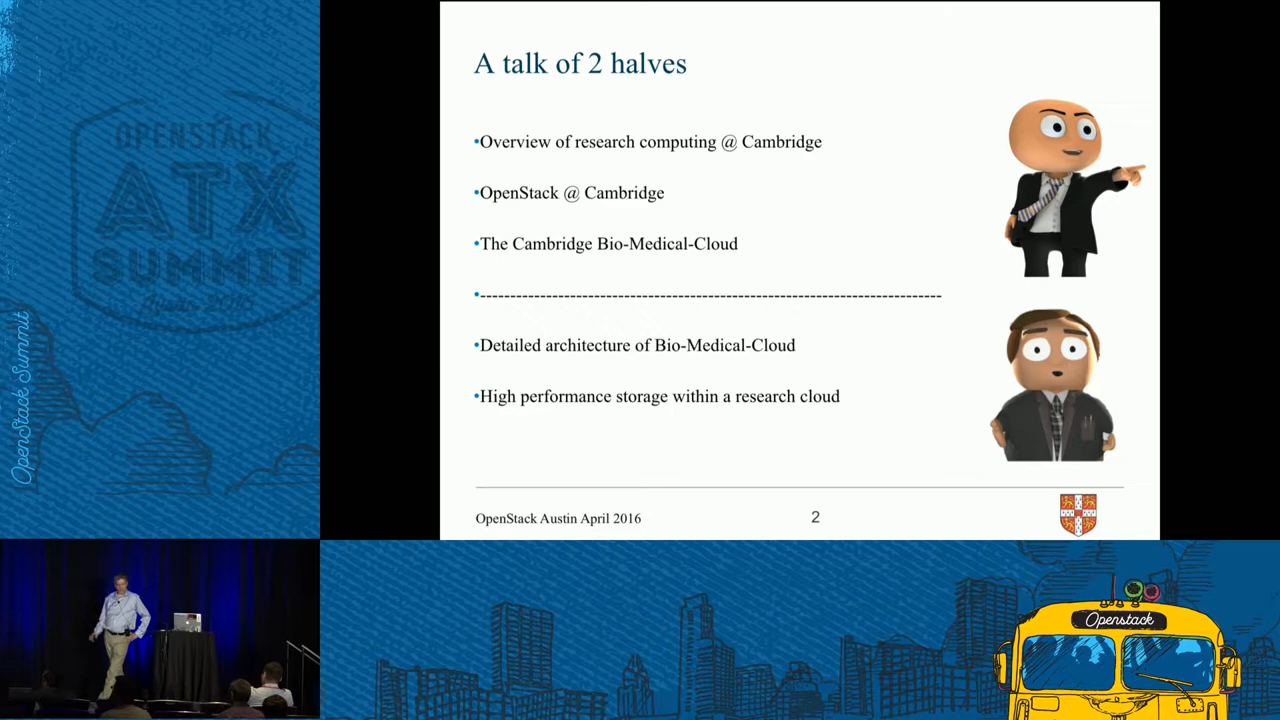 A talk of 2 halves
•Overview of research computing @ Cambridge
•OpenStack @ Cambridge
•The Cambridge Bio-Medical-Cloud
•-----------------------------------------------------------------------------
•Detailed architecture of Bio-Medical-Cloud
•High performance storage within a research cloud
OpenStack Austin April 2016
2
OPENSTACK
ATX
SUMMIT
OpenStack Summit
Openstack